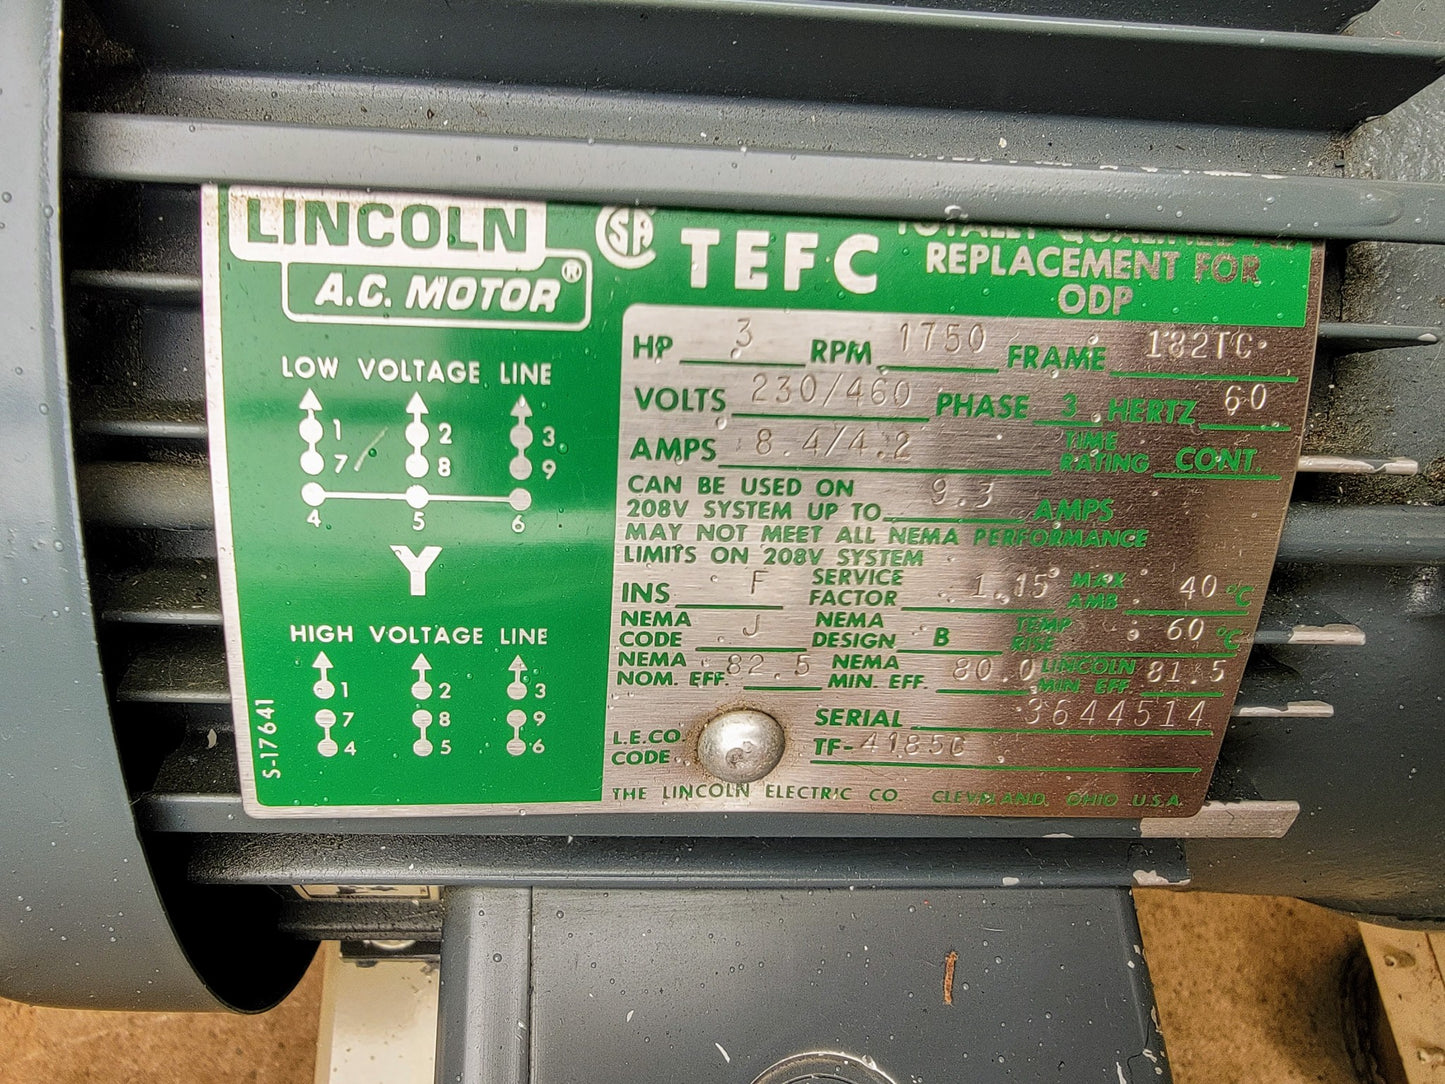 LINCOLN
A.C. MOTOR®
SA TEFC
TOTALLY QUALIFIED AS
REPLACEMENT FOR
ODP
LOW VOLTAGE LINE
1 2 3
7 8 9
4 5 6
Y
HIGH VOLTAGE LINE
1 2 3
7 8 9
4 5 6
S-17641
HP 3 RPM 1750 FRAME 182TC
VOLTS 230/460 PHASE 3 HERTZ 60
AMPS 8.4/4.2 TIME RATING CONT.
CAN BE USED ON
208V SYSTEM UP TO 9.3 AMPS
MAY NOT MEET ALL NEMA PERFORMANCE
LIMITS ON 208V SYSTEM
INS F SERVICE FACTOR 1.15 MAX AMB 40 °C
NEMA CODE J NEMA DESIGN B TEMP RISE 60 °C
NEMA NOM. EFF. 82.5 NEMA MIN. EFF. 80.0 LINCOLN MIN EFF 81.5
SERIAL 3644514
L.E.CO. CODE TF-4185C
THE LINCOLN ELECTRIC CO. CLEVELAND, OHIO U.S.A.